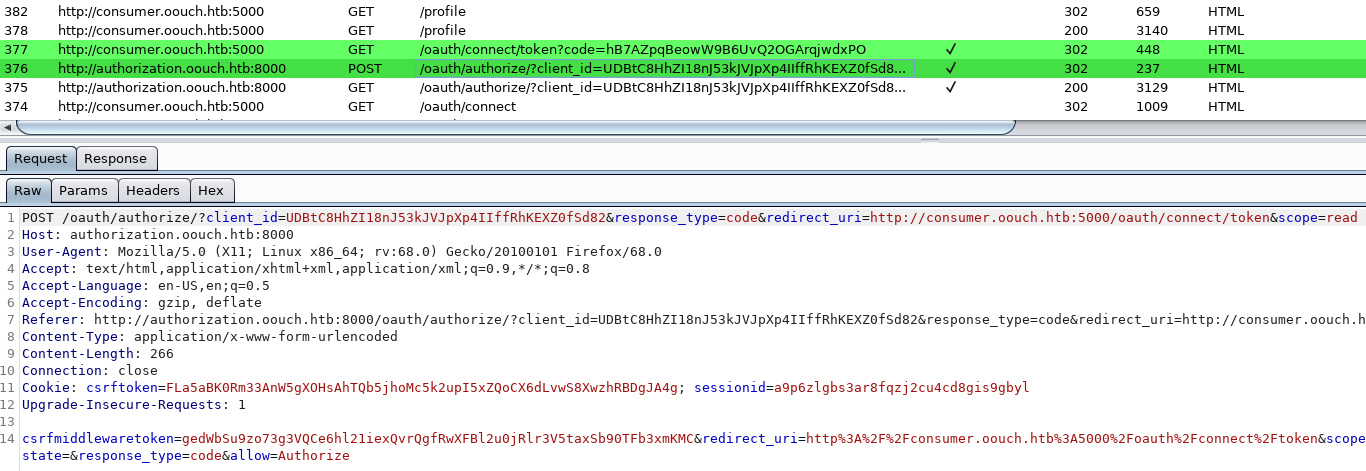 382 http://consumer.oouch.htb:5000 GET /profile 302 659 HTML
378 http://consumer.oouch.htb:5000 GET /profile 200 3140 HTML
377 http://consumer.oouch.htb:5000 GET /oauth/connect/token?code=hB7AZpqBeowW9B6UvQ2OGArqjwdxPO ✓ 302 448 HTML
376 http://authorization.oouch.htb:8000 POST /oauth/authorize/?client_id=UDBtC8HhZI18nJ53kJVJpXp4IIffRhKEXZ0fSd8... ✓ 302 237 HTML
375 http://authorization.oouch.htb:8000 GET /oauth/authorize/?client_id=UDBtC8HhZI18nJ53kJVJpXp4IIffRhKEXZ0fSd8... ✓ 200 3129 HTML
374 http://consumer.oouch.htb:5000 GET /oauth/connect 302 1009 HTML
Request Response
Raw Params Headers Hex
1 POST /oauth/authorize/?client_id=UDBtC8HhZI18nJ53kJVJpXp4IIffRhKEXZ0fSd82&response_type=code&redirect_uri=http://consumer.oouch.htb:5000/oauth/connect/token&scope=read
2 Host: authorization.oouch.htb:8000
3 User-Agent: Mozilla/5.0 (X11; Linux x86_64; rv:68.0) Gecko/20100101 Firefox/68.0
4 Accept: text/html,application/xhtml+xml,application/xml;q=0.9,*/*;q=0.8
5 Accept-Language: en-US,en;q=0.5
6 Accept-Encoding: gzip, deflate
7 Referer: http://authorization.oouch.htb:8000/oauth/authorize/?client_id=UDBtC8HhZI18nJ53kJVJpXp4IIffRhKEXZ0fSd82&response_type=code&redirect_uri=http://consumer.oouch.h
8 Content-Type: application/x-www-form-urlencoded
9 Content-Length: 266
10 Connection: close
11 Cookie: csrftoken=FLa5aBK0Rm33AnW5gXOHsAhTQb5jhoMc5k2upI5xZQoCX6dLvwS8XwzhRBDgJA4g; sessionid=a9p6zlgbs3ar8fqzj2cu4cd8gis9gbyl
12 Upgrade-Insecure-Requests: 1
13
14 csrfmiddlewaretoken=gedWbSu9zo73g3VQCe6hl21iexQvrQgfRwXFBl2u0jRlr3V5taxSb90TFb3xmKMC&redirect_uri=http%3A%2F%2Fconsumer.oouch.htb%3A5000%2Foauth%2Fconnect%2Ftoken&scope
state=&response_type=code&allow=Authorize